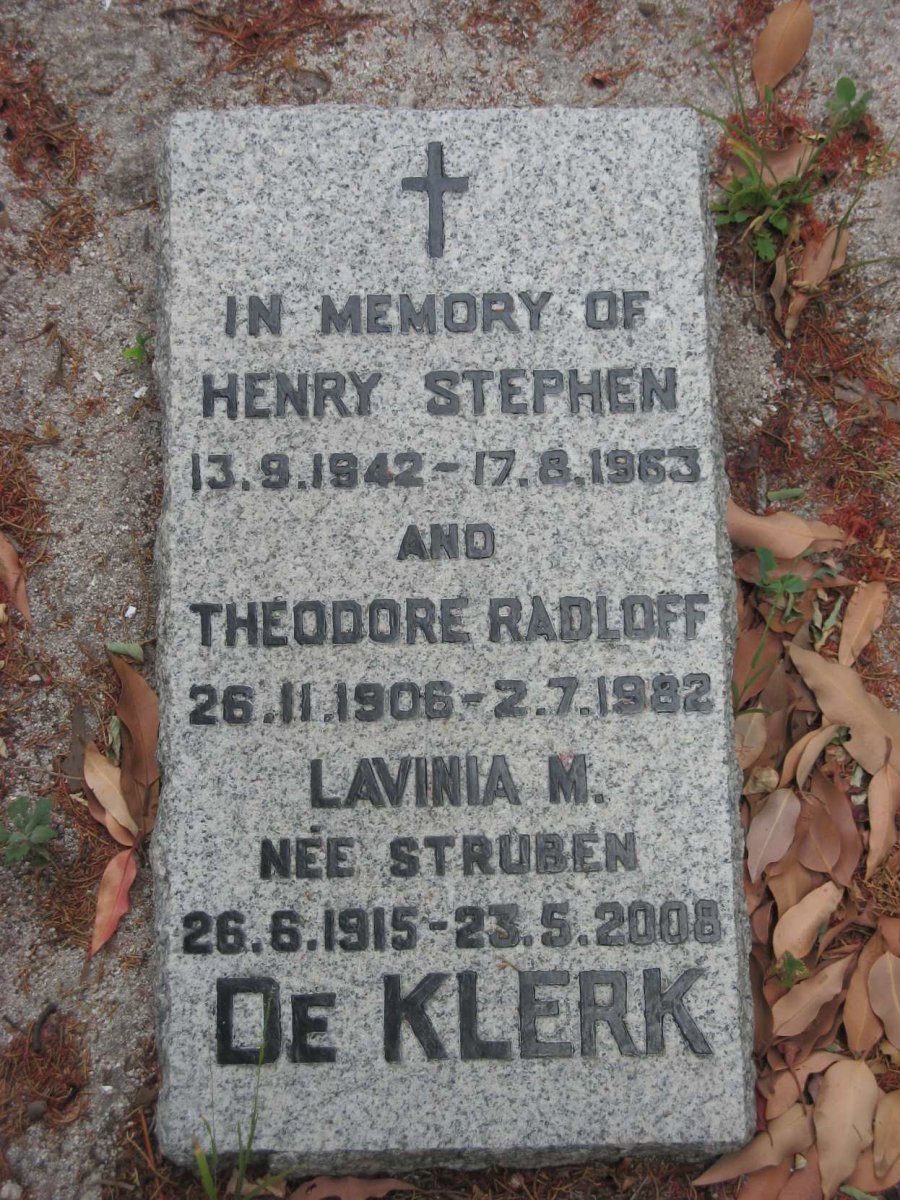 IN MEMORY OF
HENRY STEPHEN
13.9.1942-17.8.1963
AND
THEODORE RADLOFF
26.11.1906-2.7.1982
LAVINIA M.
NÉE STRUBEN
26.6.1915-23.5.2008
DE KLERK